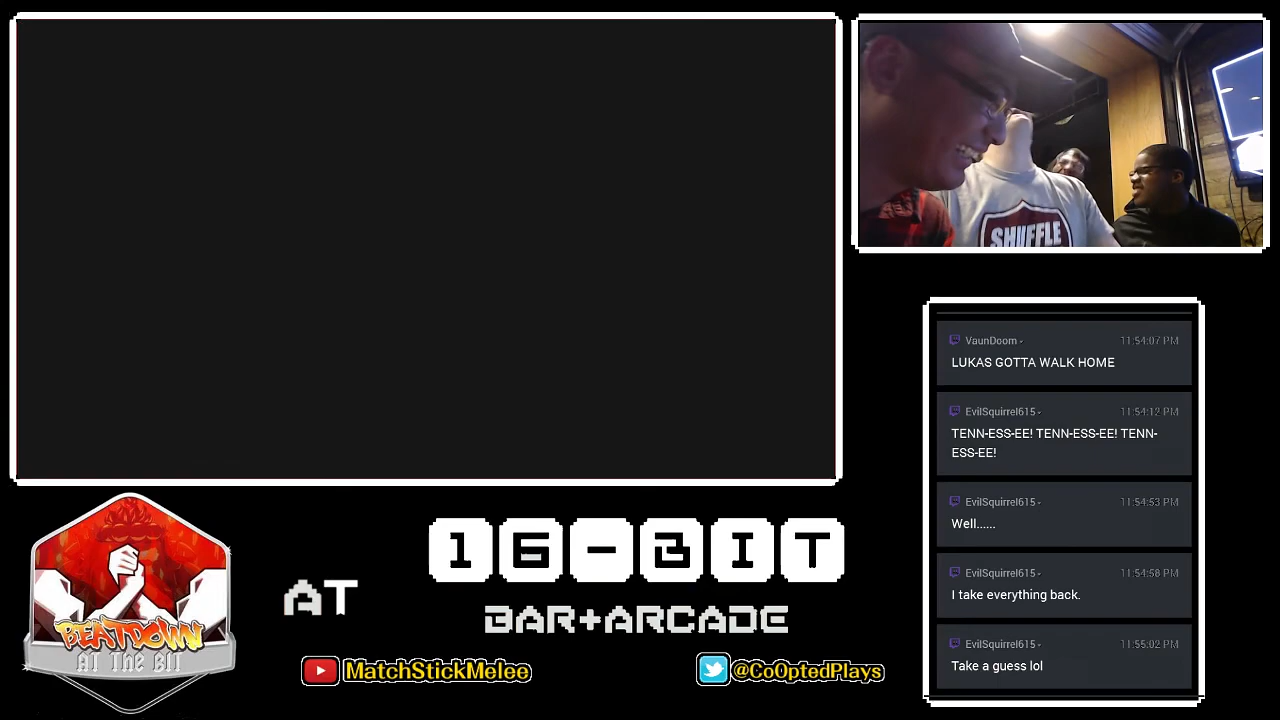 SHUFFLE
VaunDoom
11:54:07 PM
LUKAS GOTTA WALK HOME
EvilSquirrel615
11:54:12 PM
TENN-ESS-EE! TENN-ESS-EE! TENN-
ESS-EE!
EvilSquirrel615
11:54:53 PM
Well......
EvilSquirrel615
11:54:58 PM
I take everything back.
EvilSquirrel615
11:55:02 PM
Take a guess lol
BEATDOWN
AT THE BIT
AT
16-BIT
BAR+ARCADE
MatchStickMelee
@CoOptedPlays